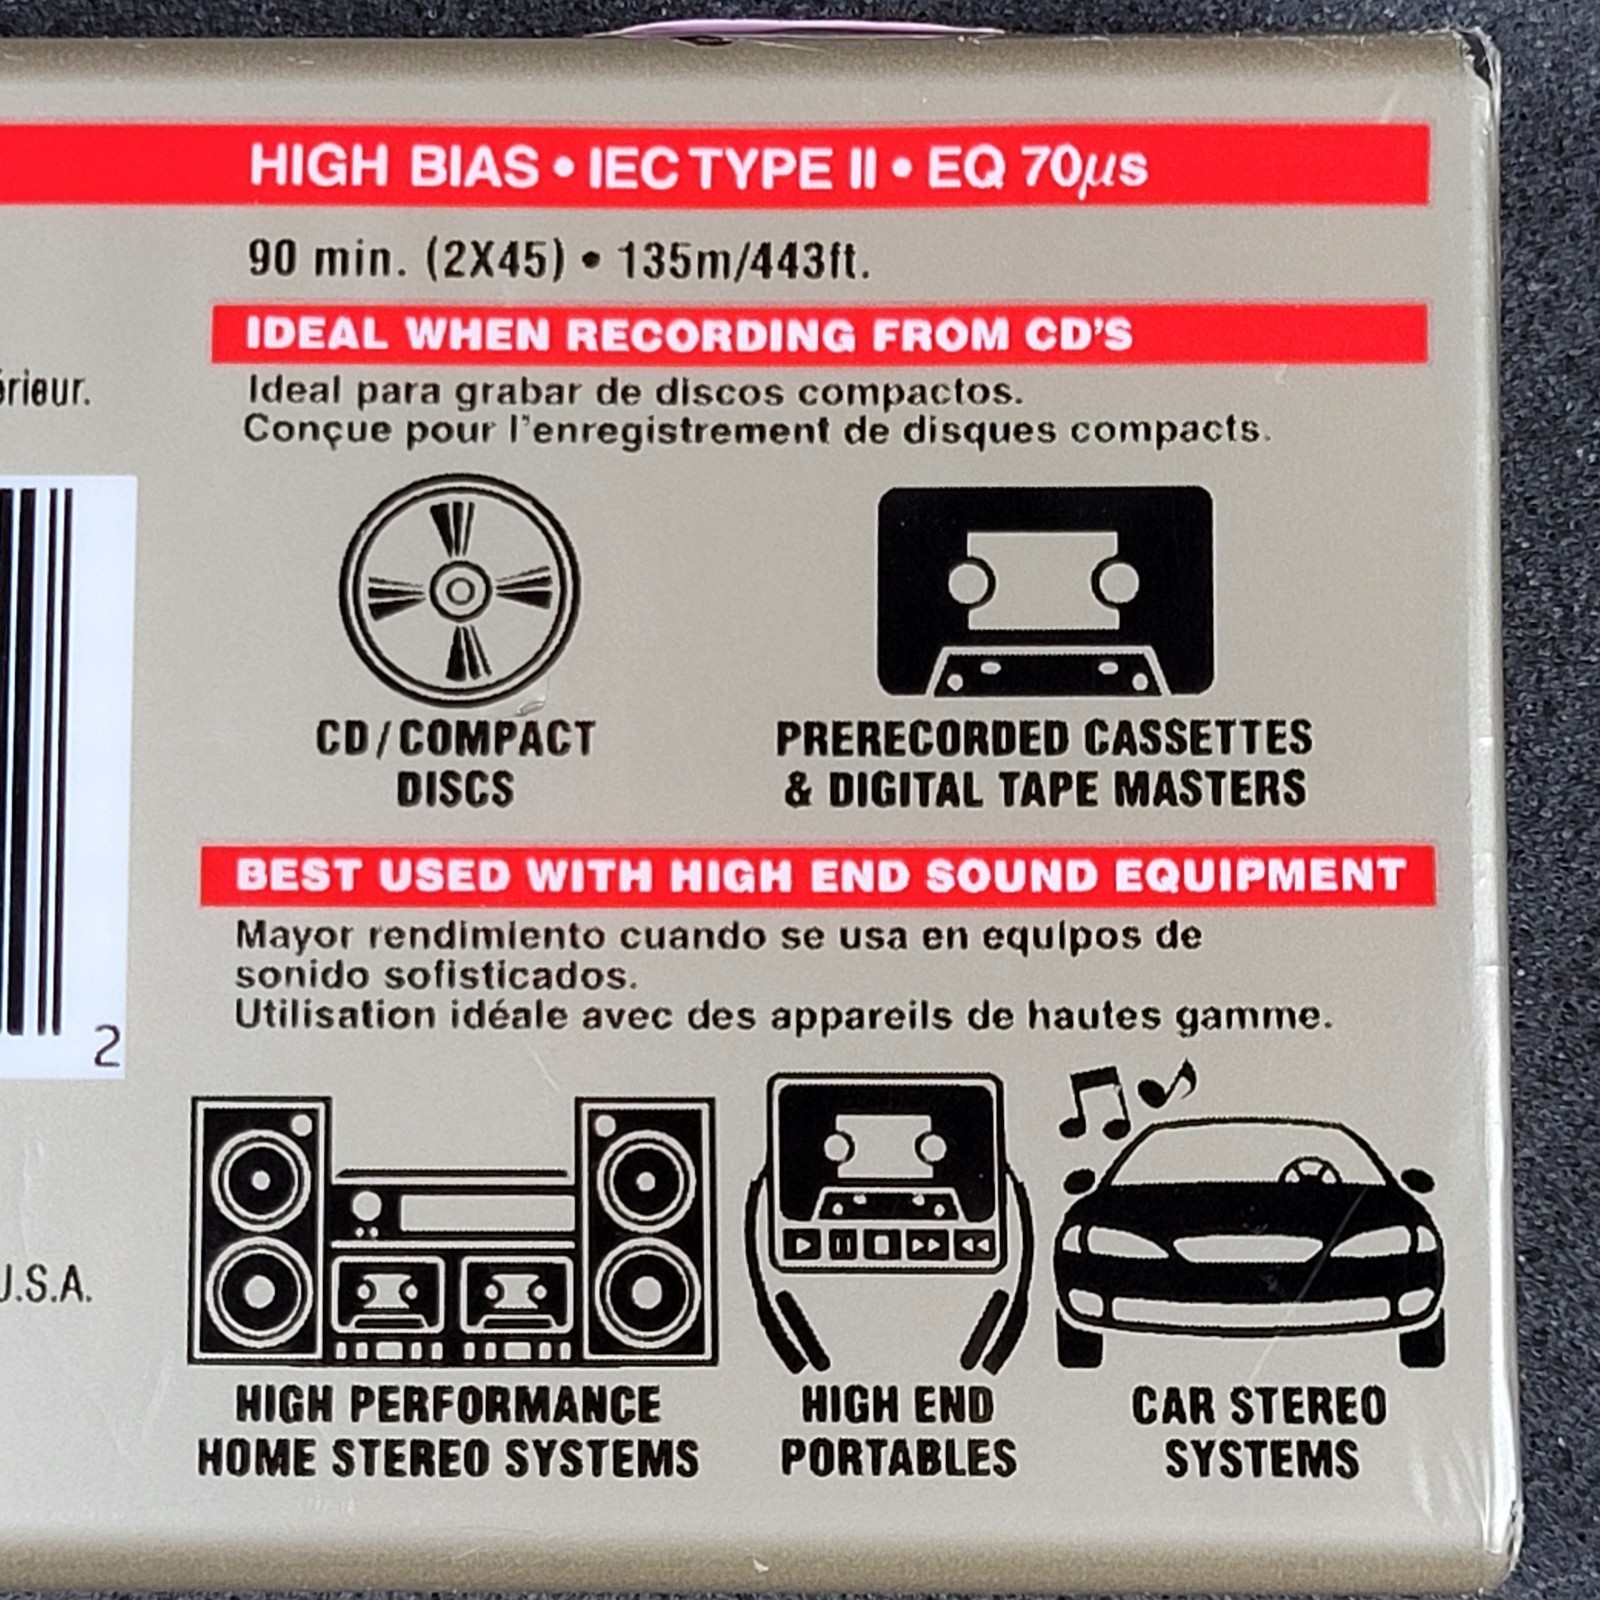 HIGH BIAS • IEC TYPE II • EQ 70µs
90 min. (2X45) • 135m/443ft.
IDEAL WHEN RECORDING FROM CD'S
érieur.
Ideal para grabar de discos compactos.
Conçue pour l'enregistrement de disques compacts.
CD/COMPACT
DISCS
PRERECORDED CASSETTES
& DIGITAL TAPE MASTERS
BEST USED WITH HIGH END SOUND EQUIPMENT
Mayor rendimiento cuando se usa en equipos de
sonido sofisticados.
Utilisation idéale avec des appareils de hautes gamme.
2
U.S.A.
HIGH PERFORMANCE
HOME STEREO SYSTEMS
HIGH END
PORTABLES
CAR STEREO
SYSTEMS